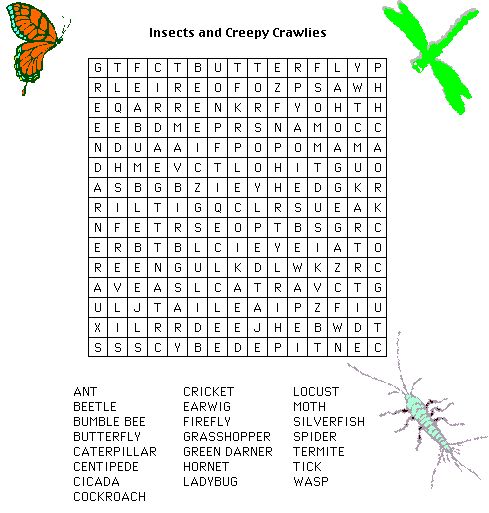 Insects and Creepy Crawlies
G T F C T B U T T E R F L Y P
R L E I R E O F O Z P S A W H
E Q A R R E N K R F Y O H T H
E E B D M E P R S N A M O C C
N D U A A I F P O P O M A M A
D H M E V C T L O H I T G U O
A S B G B Z I E Y H E D G K R
R I L T I G Q C L R S U E A K
N F E T R S E O P T B S G R C
E R B T B L C I E Y E I A T O
R E E N G U L K D L W K Z R C
A V E A S L C A T R A V C T G
U L J T A I L E A I P Z F I U
X I L R R D E E J H E B W D T
S S S C Y B E D E P I T N E C
ANT CRICKET LOCUST
BEETLE EARWIG MOTH
BUMBLE BEE FIREFLY SILVERFISH
BUTTERFLY GRASSHOPPER SPIDER
CATERPILLAR GREEN DARNER TERMITE
CENTIPEDE HORNET TICK
CICADA LADYBUG WASP
COCKROACH